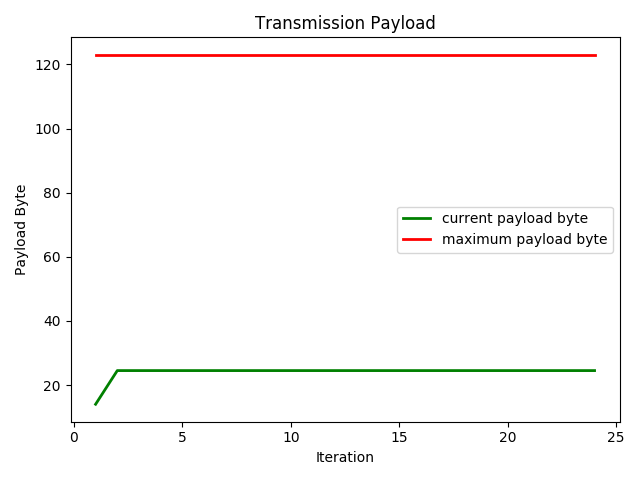 Transmission Payload
Payload Byte
120
100
80
60
40
20
current payload byte
maximum payload byte
0
5
10
15
20
25
Iteration